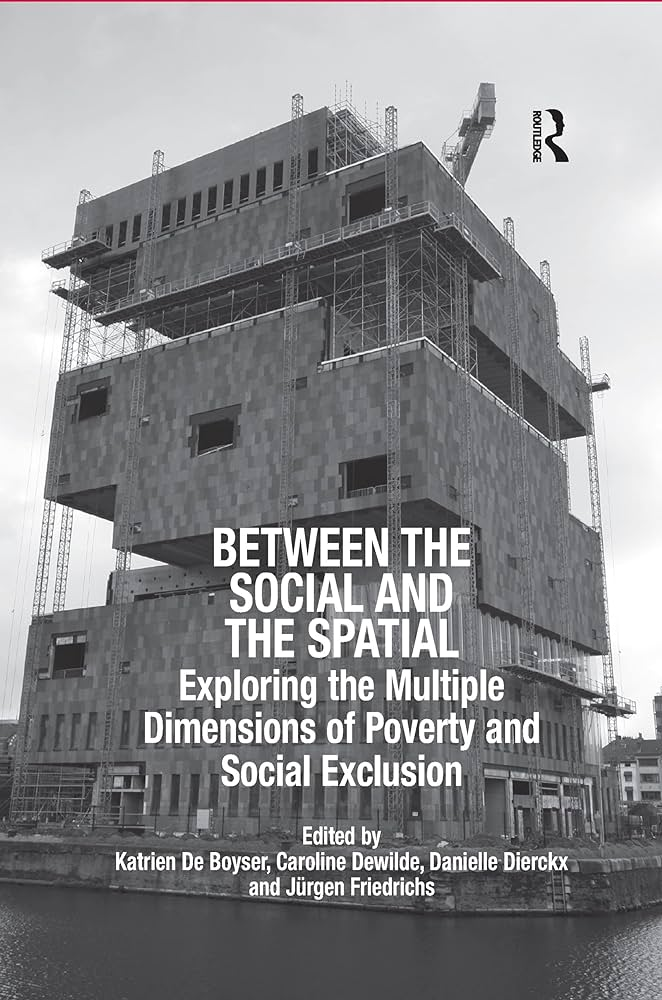 ROUTLEDGE
BETWEEN THE
SOCIAL AND
THE SPATIAL
Exploring the Multiple
Dimensions of Poverty and
Social Exclusion
Edited by
Katrien De Boyser, Caroline Dewilde, Danielle Dierckx
and Jürgen Friedrichs